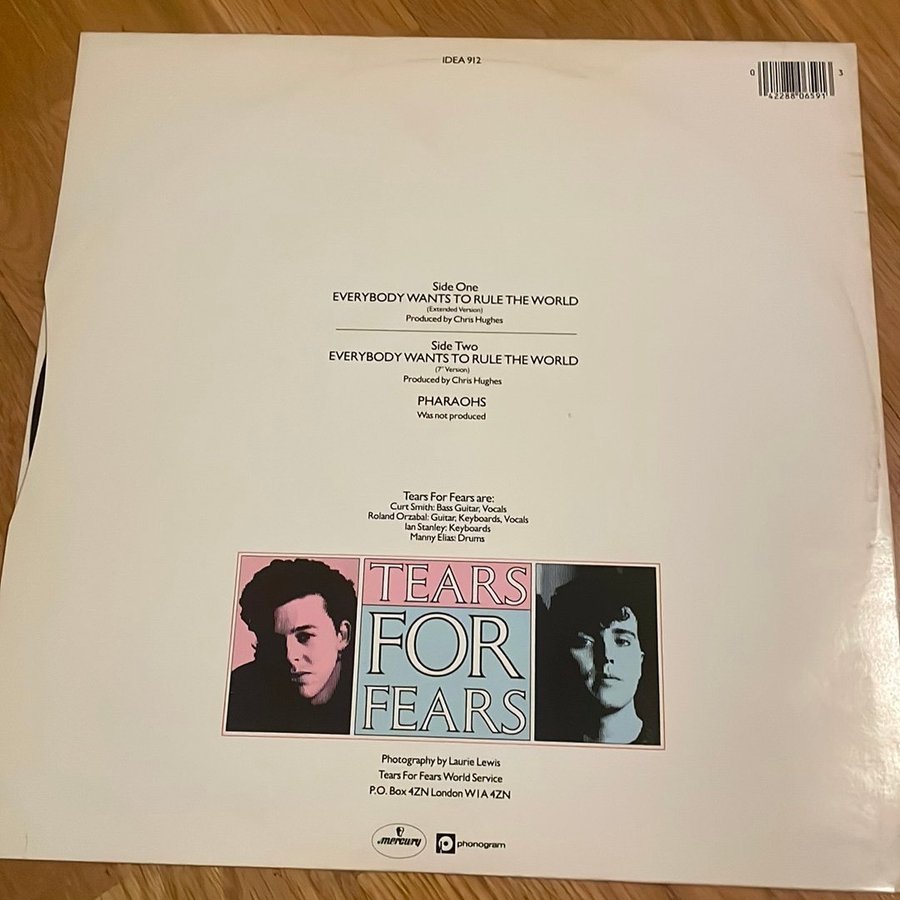 IDEA 912
0 42288 06591 3
Side One
EVERYBODY WANTS TO RULE THE WORLD
(Extended Version)
Produced by Chris Hughes
Side Two
EVERYBODY WANTS TO RULE THE WORLD
(7" Version)
Produced by Chris Hughes
PHARAOHS
Was not produced
Tears For Fears are:
Curt Smith: Bass Guitar, Vocals
Roland Orzabal: Guitar, Keyboards, Vocals
Ian Stanley: Keyboards
Manny Elias: Drums
TEARS
FOR
FEARS
Photography by Laurie Lewis
Tears For Fears World Service
P.O. Box 4ZN London W1A 4ZN
mercury
phonogram